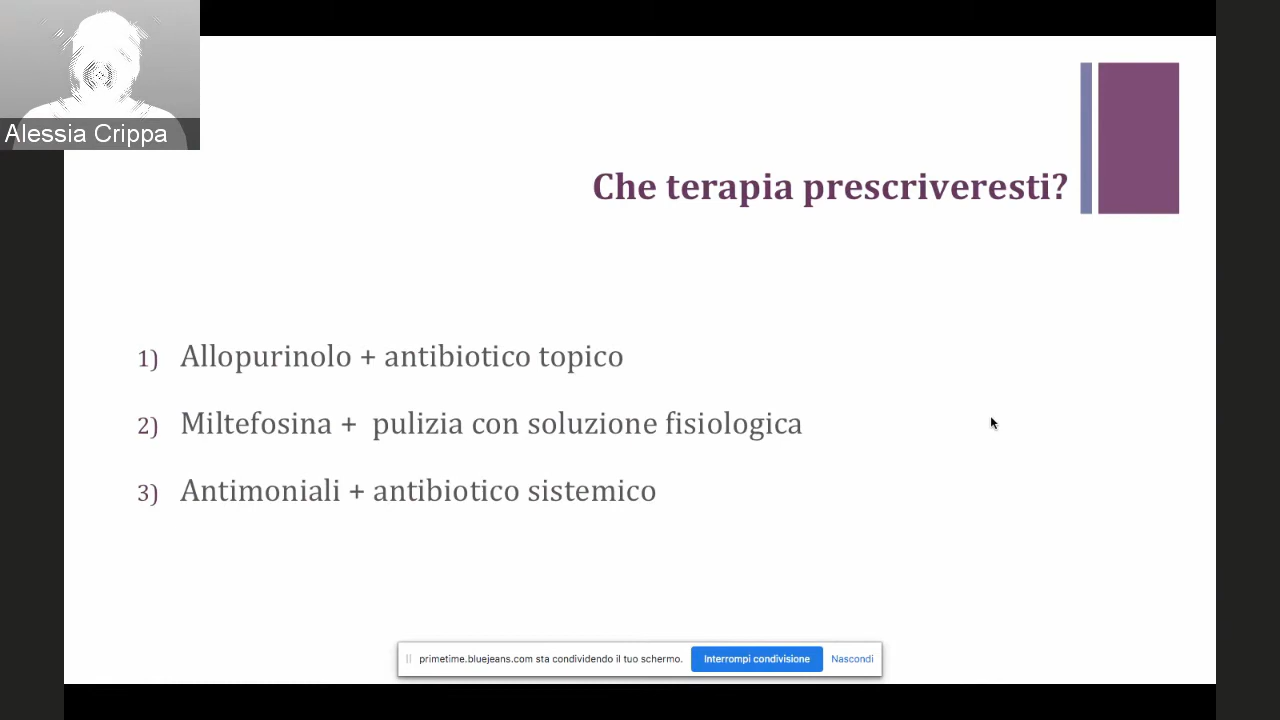 Alessia Crippa
Che terapia prescriveresti?
1) Allopurinolo + antibiotico topico
2) Miltefosina + pulizia con soluzione fisiologica
3) Antimoniali + antibiotico sistemico
primetime.bluejeans.com sta condividendo il tuo schermo. Interrompi condivisione Nascondi